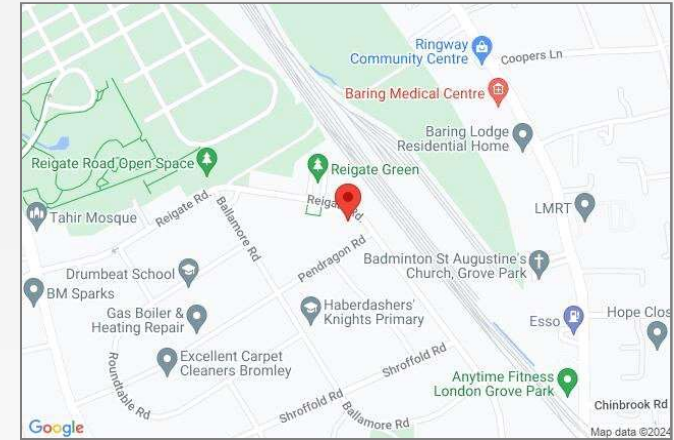 Ringway
Community Centre
Coopers Ln
Baring Medical Centre
Baring Lodge
Residential Home
Reigate Road Open Space
Reigate Green
Reigate Rd
LMRT
Tahir Mosque
Reigate Rd
Ballamore Rd
Pendragon Rd
Badminton St Augustine's
Church, Grove Park
Drumbeat School
BM Sparks
Gas Boiler &
Heating Repair
Haberdashers'
Knights Primary
Esso
Hope Clos
Roundtable Rd
Excellent Carpet
Cleaners Bromley
Shroffold Rd
Anytime Fitness
London Grove Park
Shroffold Rd
Ballamore Rd
Chinbrook Rd
Google
Map data ©2024